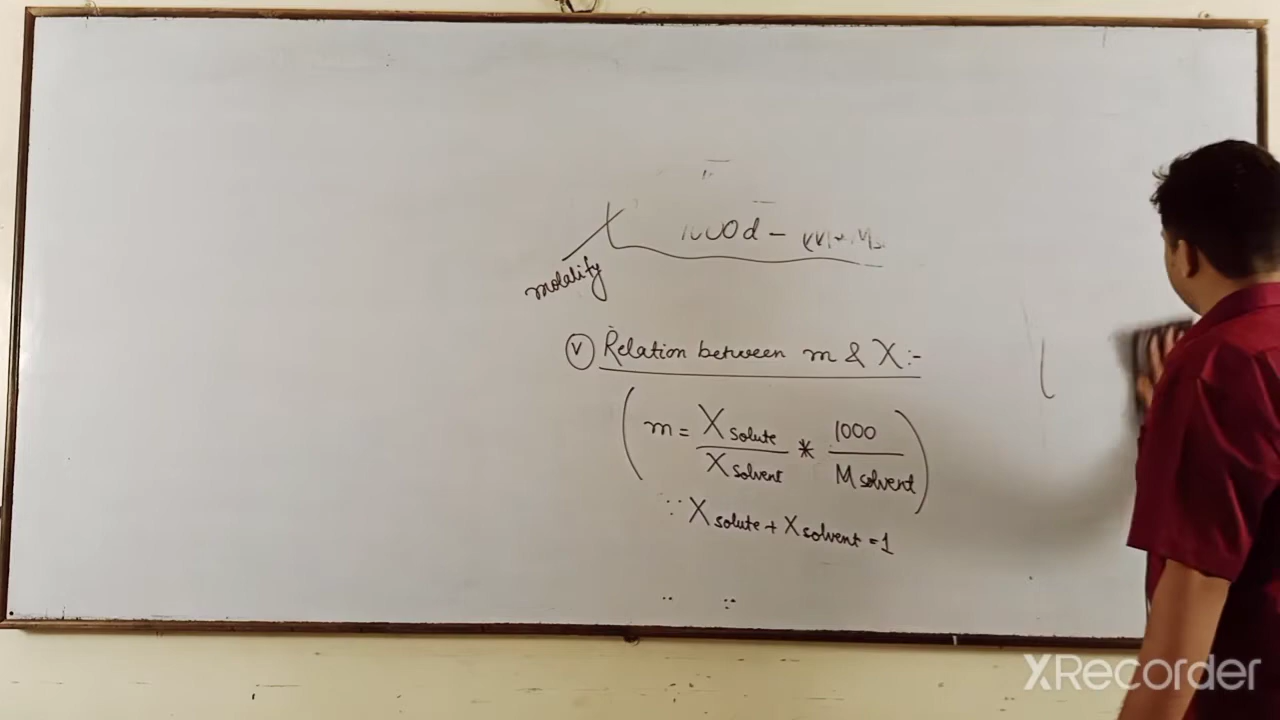 1000d -
molality
(v) Relation between m & X :-
(m = X solute / X solvent * 1000 / M solvent)
∵ X solute + X solvent = 1
XRecorder